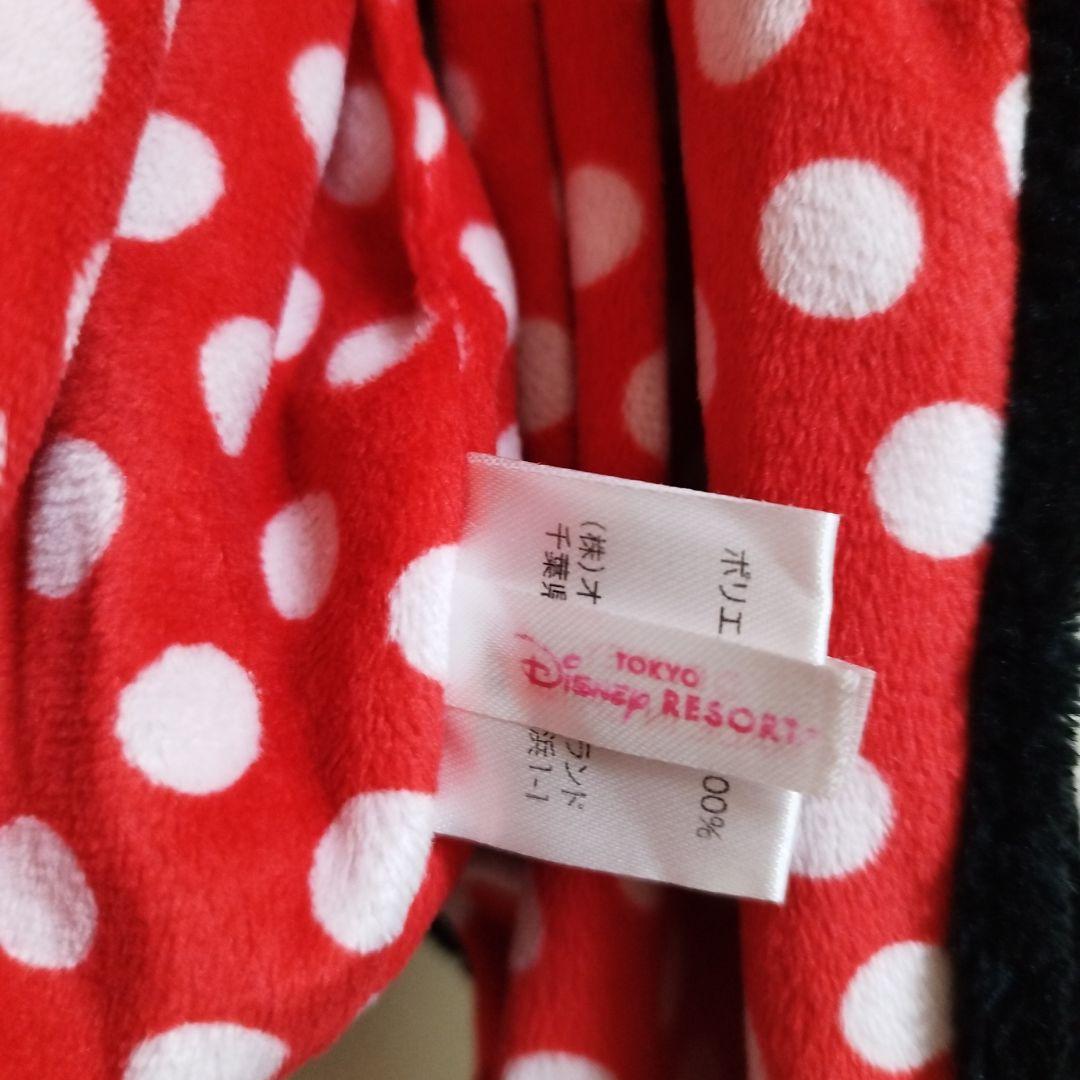 TOKYO
Disney RESORT
ポリエ
00%
(株)オ
ランド
千葉県
浜1-1